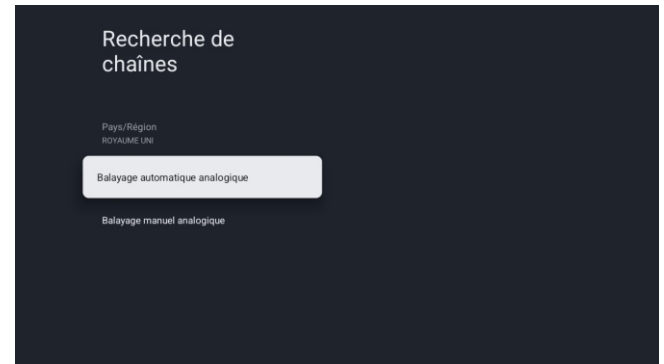 Recherche de
chaînes
Pays/Région
ROYAUME UNI
Balayage automatique analogique
Balayage manuel analogique